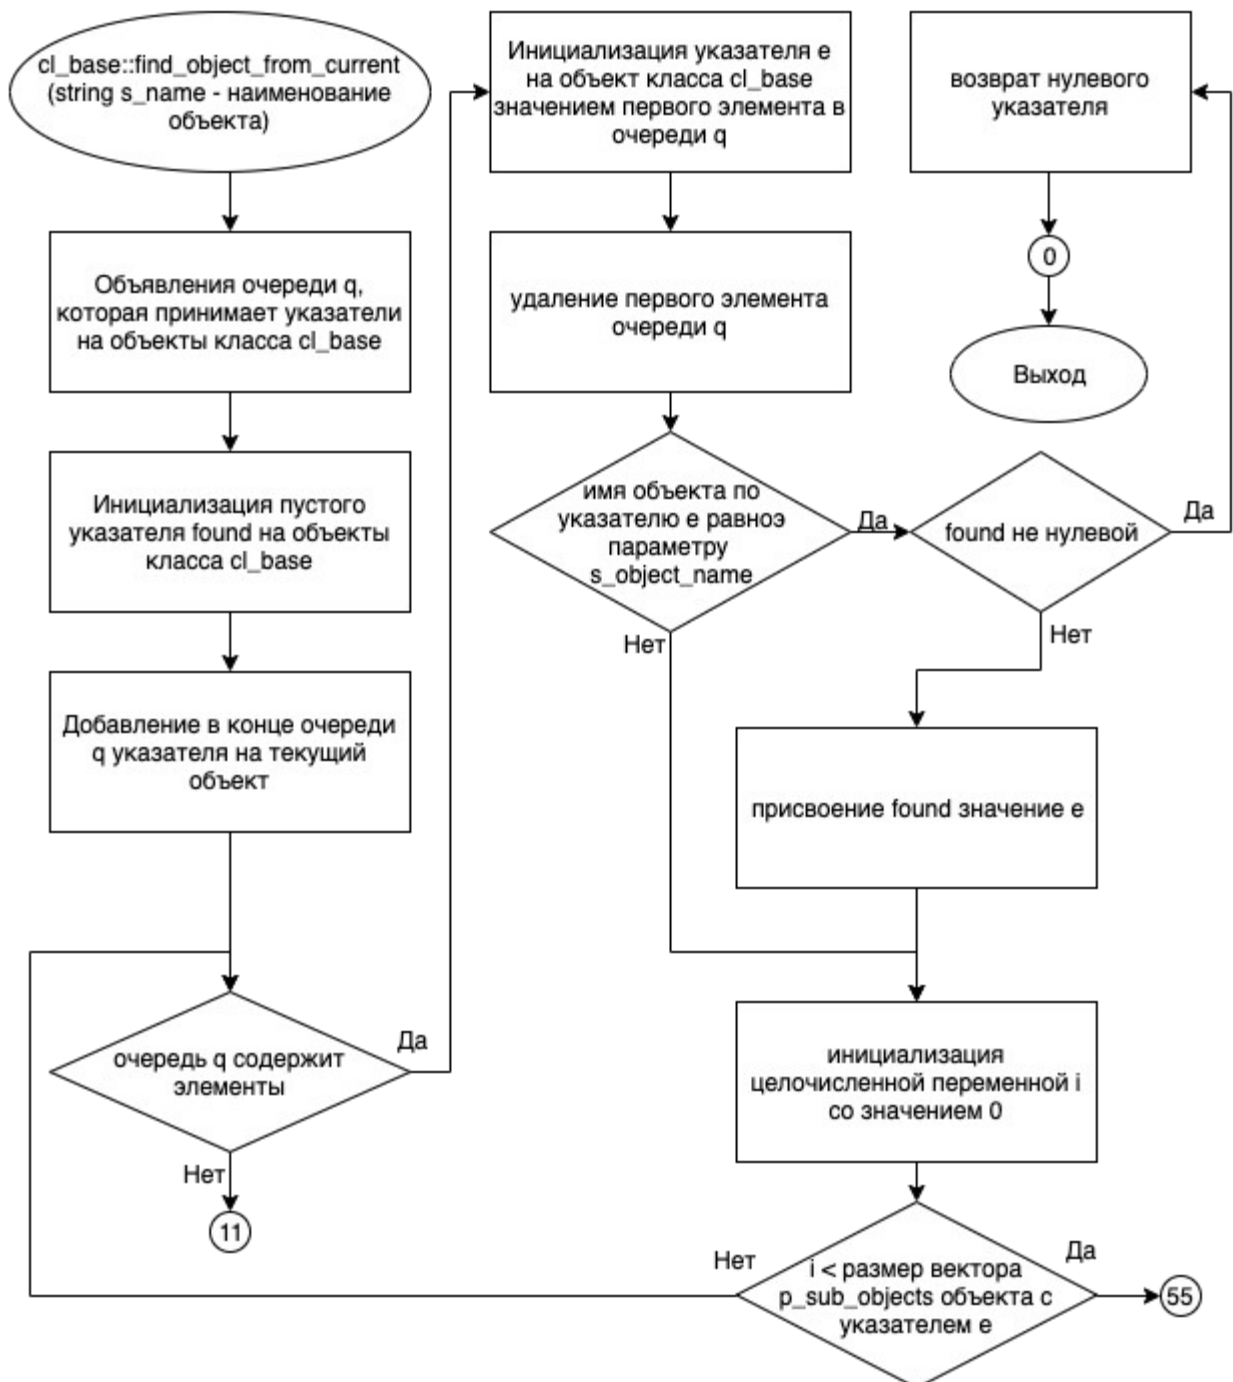 cl_base::find_object_from_current
(string s_name - наименование
объекта)
Объявления очереди q,
которая принимает указатели
на объекты класса cl_base
Инициализация пустого
указателя found на объекты
класса cl_base
Добавление в конце очереди
q указателя на текущий
объект
очередь q содержит
элементы
Да
Нет
11
Инициализация указателя e
на объект класса cl_base
значением первого элемента в
очереди q
удаление первого элемента
очереди q
имя объекта по
указателю e равноэ
параметру
s_object_name
Да
Нет
возврат нулевого
указателя
0
Выход
found не нулевой
Да
Нет
присвоение found значение e
инициализация
целочисленной переменной i
со значением 0
i < размер вектора
p_sub_objects объекта с
указателем e
Нет
Да
55